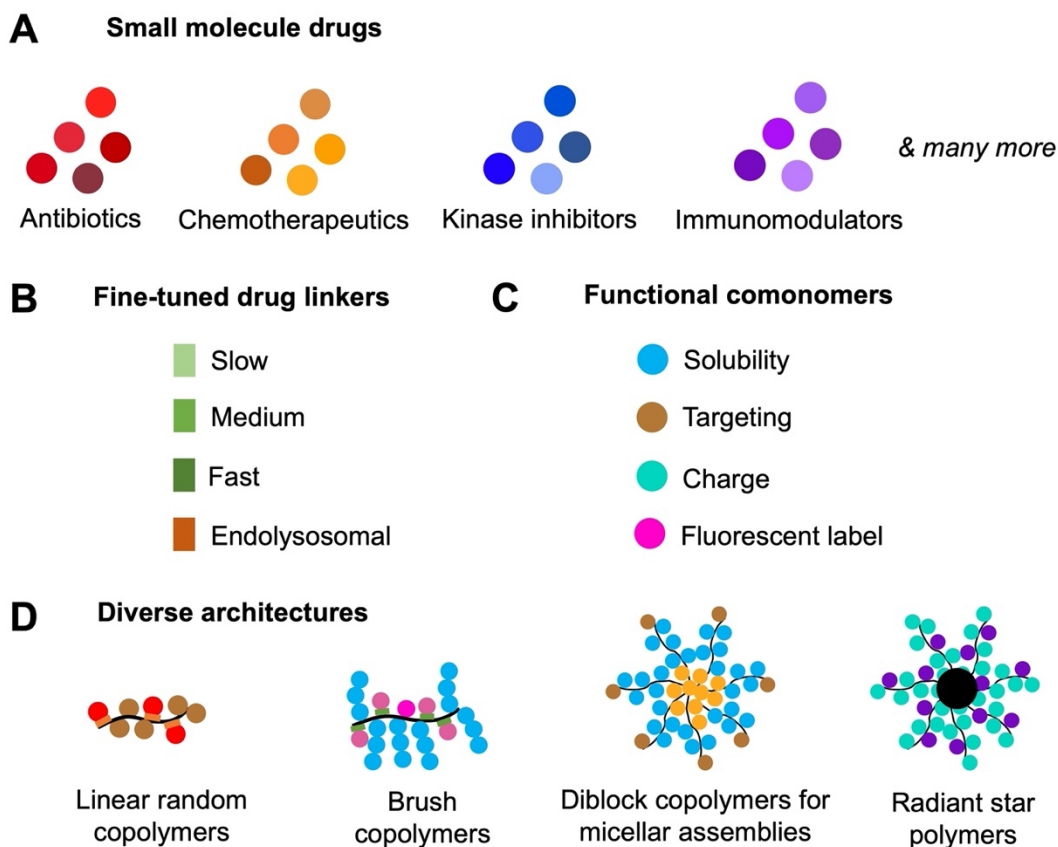 A Small molecule drugs
Antibiotics
Chemotherapeutics
Kinase inhibitors
Immunomodulators
& many more
B Fine-tuned drug linkers
Slow
Medium
Fast
Endolysosomal
C Functional comonomers
Solubility
Targeting
Charge
Fluorescent label
D Diverse architectures
Linear random
copolymers
Brush
copolymers
Diblock copolymers for
micellar assemblies
Radiant star
polymers